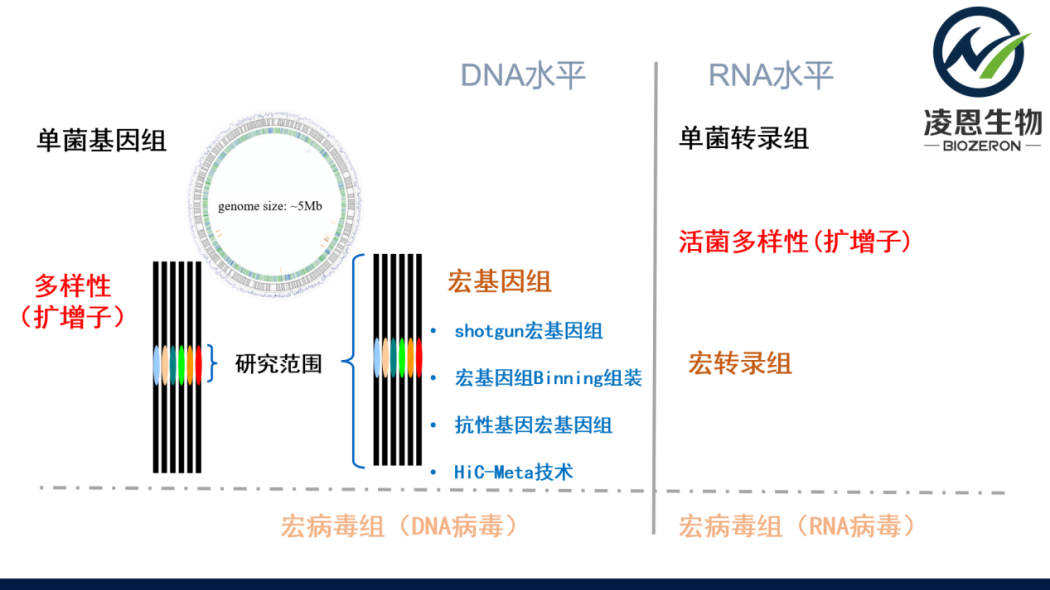 DNA水平
RNA水平
凌恩生物
BIOZERON
单菌基因组
单菌转录组
genome size: ~5Mb
活菌多样性(扩增子)
多样性
（扩增子）
宏基因组
• shotgun宏基因组
研究范围
宏转录组
• 宏基因组Binning组装
• 抗性基因宏基因组
• HiC-Meta技术
宏病毒组（DNA病毒）
宏病毒组（RNA病毒）